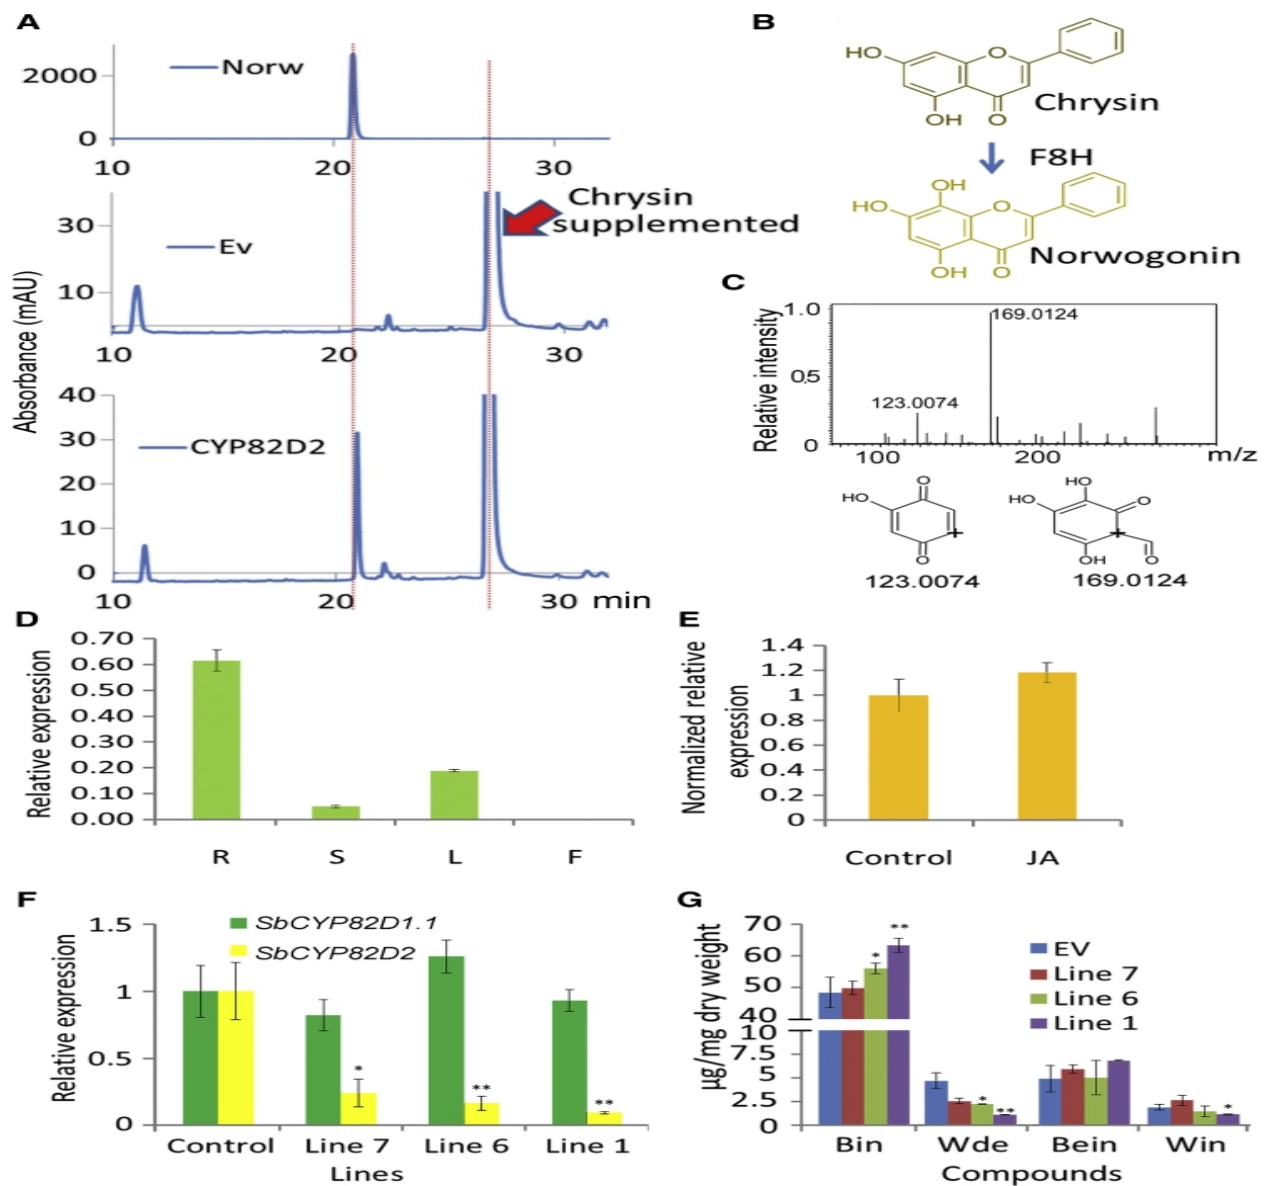 A
Norw
2000
0
10 20 30
Chrysin
supplemented
30
Ev
10
10 20 30
Absorbance (mAU)
40
30
CYP82D2
20
10
0
10 20 30 min
B
HO
O
OH
O
Chrysin
F8H
OH
HO
O
OH
O
Norwogonin
C
Relative intensity
1.0
169.0124
0.5
123.0074
0
100 200 m/z
O
HO
O
123.0074
HO
HO
O
OH
O
169.0124
D
Relative expression
0.70
0.60
0.50
0.40
0.30
0.20
0.10
0.00
R S L F
E
Normalized relative
expression
1.4
1.2
1
0.8
0.6
0.4
0.2
0
Control JA
F
Relative expression
1.5
SbCYP82D1.1
SbCYP82D2
1
0.5
*
**
**
0
Control Line 7 Line 6 Line 1
Lines
G
µg/mg dry weight
70
60
50
40
10
7.5
5
2.5
0
*
**
*
**
*
EV
Line 7
Line 6
Line 1
Bin Wde Bein Win
Compounds